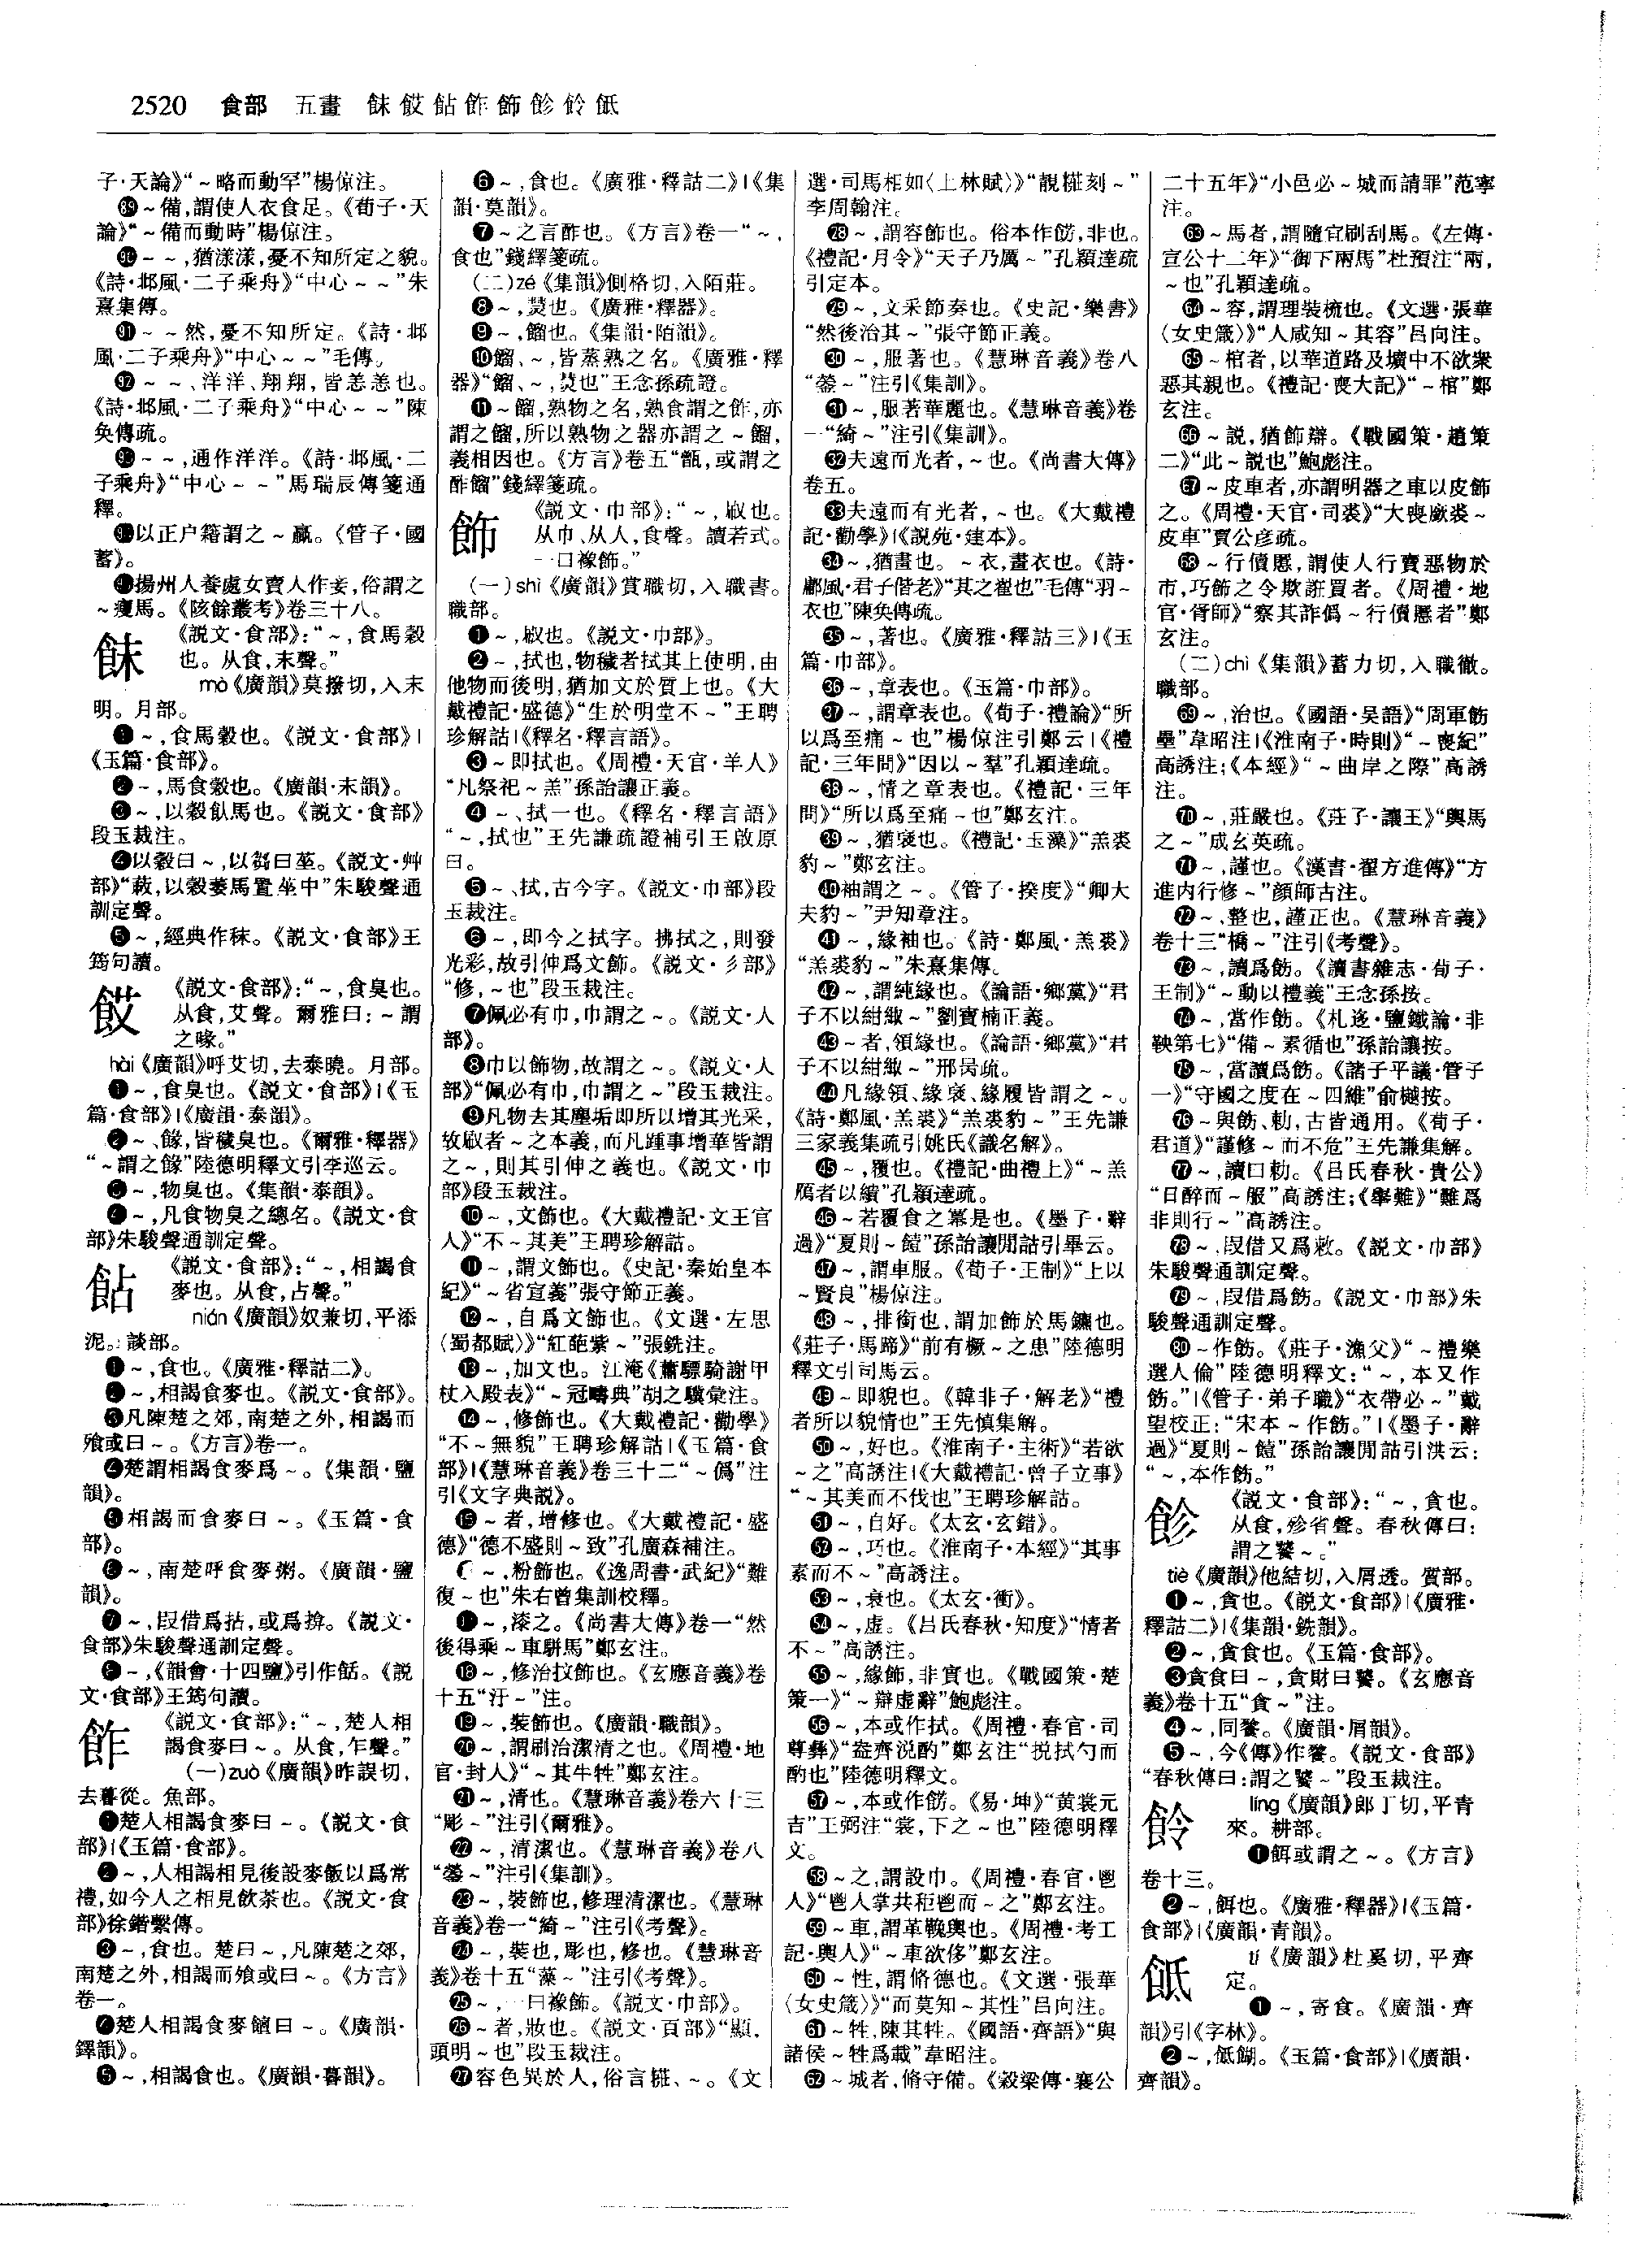 2520 食部 五畫 䬴餀䬯飵飾飻䉁䬫
子·天論》“～略而動罕”楊倞注。
89～備,謂使人衣食足。《荀子·天
論》“～備而動時”楊倞注。
90～～,猶漾漾,憂不知所定之貌。
《詩·邶風·二子乘舟》“中心～～”朱
熹集傳。
91～～然,憂不知所定。《詩·邶
風·二子乘舟》“中心～～”毛傳。
92～～、洋洋、翔翔,皆恙恙也。
《詩·邶風·二子乘舟》“中心～～”陳
奂傳疏。
93～～,通作洋洋。《詩·邶風·二
子乘舟》“中心～～”馬瑞辰傳箋通
釋。
94以正户籍謂之～贏。《管子·國
蓄》。
95揚州人養處女賣人作妾,俗謂之
～瘦馬。《陔餘叢考》卷三十八。
《説文·食部》:“～,食馬穀
也。从食,末聲。”
mò《廣韻》莫撥切,入末
明。月部。
❶～,食馬穀也。《説文·食部》|
《玉篇·食部》。
❷～,馬食穀也。《廣韻·末韻》。
❸～,以穀飤馬也。《説文·食部》
段玉裁注。
❹以穀曰～,以芻曰莝。《説文·艸
部》“萩,以穀萎馬置莝中”朱駿聲通
訓定聲。
❺～,經典作秣。《説文·食部》王
筠句讀。
餀
《説文·食部》:“～,食臭也。
从食,艾聲。爾雅曰:～謂
之喙。”
hài《廣韻》呼艾切,去泰曉。月部。
❶～,食臭也。《説文·食部》|《玉
篇·食部》|《廣韻·泰韻》。
❷～、餯,皆穢臭也。《爾雅·釋器》
“～謂之餯”陸德明釋文引李巡云。
❸～,物臭也。《集韻·泰韻》。
❹～,凡食物臭之總名。《説文·食
部》朱駿聲通訓定聲。
《説文·食部》:“～,相謁食
麥也。从食,占聲。”
nián《廣韻》奴兼切,平添
泥。談部。
❶～,食也。《廣雅·釋詁二》。
❷～,相謁食麥也。《説文·食部》。
❸凡陳楚之郊,南楚之外,相謁而
飱或曰～。《方言》卷一。
❹楚謂相謁食麥爲～。《集韻·鹽
韻》。
❺相謁而食麥曰～。《玉篇·食
部》。
❻～,南楚呼食麥粥。《廣韻·鹽
韻》。
❼～,叚借爲拈,或爲揜。《説文·
食部》朱駿聲通訓定聲。
❽～,《韻會·十四鹽》引作餂。《説
文·食部》王筠句讀。
飵
《説文·食部》:“～,楚人相
謁食麥曰～。从食,乍聲。”
(一)zuò《廣韻》昨誤切,
去暮從。魚部。
❶楚人相謁食麥曰～。《説文·食
部》|《玉篇·食部》。
❷～,人相謁相見後設麥飯以爲常
禮,如今人之相見飲茶也。《説文·食
部》徐鍇繫傳。
❸～,食也。楚曰～,凡陳楚之郊,
南楚之外,相謁而飱或曰～。《方言》
卷一。
❹楚人相謁食麥饘曰～。《廣韻·
鐸韻》。
❺～,相謁食也。《廣韻·暮韻》。
❻～,食也。《廣雅·釋詁二》|《集
韻·莫韻》。
❼～之言酢也。《方言》卷一“～,
食也”錢繹箋疏。
(二)zé《集韻》側格切,入陌莊。
❽～,餴也。《廣雅·釋器》。
❾～,餾也。《集韻·陌韻》。
❿餾、～,皆蒸熟之名。《廣雅·釋
器》“餾、～,餴也”王念孫疏證。
⓫～餾,熟物之名,熟食謂之飵,亦
謂之餾,所以熟物之器亦謂之～餾,
義相因也。《方言》卷五“甑,或謂之
酢餾”錢繹箋疏。
飾
《説文·巾部》:“～,㕞也。
从巾、从人,食聲。讀若式。
一曰襐飾。”
(一)shì《廣韻》賞職切,入職書。
職部。
❶～,㕞也。《説文·巾部》。
❷～,拭也,物穢者拭其上使明,由
他物而後明,猶加文於質上也。《大
戴禮記·盛德》“生於明堂不～”王聘
珍解詁|《釋名·釋言語》。
❸～即拭也。《周禮·天官·羊人》
“凡祭祀～羔”孫詒讓正義。
❹～、拭一也。《釋名·釋言語》
“～,拭也”王先謙疏證補引王啟原
曰。
❺～、拭,古今字。《説文·巾部》段
玉裁注。
❻～,即今之拭字。拂拭之,則發
光彩,故引伸爲文飾。《説文·彡部》
“修,～也”段玉裁注。
❼佩必有巾,巾謂之～。《説文·人
部》。
❽巾以飾物,故謂之～。《説文·人
部》“佩必有巾,巾謂之～”段玉裁注。
❾凡物去其塵垢即所以增其光采,
故㕞者～之本義,而凡踵事增華皆謂
之～,則其引伸之義也。《説文·巾
部》段玉裁注。
❿～,文飾也。《大戴禮記·文王官
人》“不～其美”王聘珍解詁。
⓫～,謂文飾也。《史記·秦始皇本
紀》“～省宣義”張守節正義。
⓬～,自爲文飾也。《文選·左思
〈蜀都賦〉》“紅葩紫～”張銑注。
⓭～,加文也。江淹《蕭驃騎謝甲
杖入殿表》“～冠疇典”胡之驥彙注。
⓮～,修飾也。《大戴禮記·勸學》
“不～無貌”王聘珍解詁|《玉篇·食
部》|《慧琳音義》卷三十二“～僞”注
引《文字典説》。
⓯～者,增修也。《大戴禮記·盛
德》“德不盛則～致”孔廣森補注。
～,粉飾也。《逸周書·武紀》“難
復～也”朱右曾集訓校釋。
⓱～,漆之。《尚書大傳》卷一“然
後得乘～車駢馬”鄭玄注。
⓲～,修治抆飾也。《玄應音義》卷
十五“汙～”注。
⓳～,裝飾也。《廣韻·職韻》。
⓴～,謂刷治潔清之也。《周禮·地
官·封人》“～其牛牲”鄭玄注。
21～,清也。《慧琳音義》卷六十三
“彫～”注引《爾雅》。
22～,清潔也。《慧琳音義》卷八
“鎣～”注引《集訓》。
23～,裝飾也,修理清潔也。《慧琳
音義》卷一“綺～”注引《考聲》。
24～,裝也,彫也,修也。《慧琳音
義》卷十五“藻～”注引《考聲》。
25～,一曰襐飾。《説文·巾部》。
26～者,妝也。《説文·頁部》“顯,
頭明～也”段玉裁注。
27容色異於人,俗言糚、～。《文
選·司馬相如〈上林賦〉》“靚糚刻～”
李周翰注。
28～,謂容飾也。俗本作餝,非也。
《禮記·月令》“天子乃厲～”孔穎達疏
引定本。
29～,文采節奏也。《史記·樂書》
“然後治其～”張守節正義。
30～,服著也。《慧琳音義》卷八
“鎣～”注引《集訓》。
31～,服著華麗也。《慧琳音義》卷
一“綺～”注引《集訓》。
32夫遠而光者,～也。《尚書大傳》
卷五。
33夫遠而有光者,～也。《大戴禮
記·勸學》|《説苑·建本》。
34～,猶畫也。～衣,畫衣也。《詩·
鄘風·君子偕老》“其之翟也”毛傳“羽～
衣也”陳奂傳疏。
35～,著也。《廣雅·釋詁三》|《玉
篇·巾部》。
36～,章表也。《玉篇·巾部》。
37～,謂章表也。《荀子·禮論》“所
以爲至痛～也”楊倞注引鄭云|《禮
記·三年問》“因以～羣”孔穎達疏。
38～,情之章表也。《禮記·三年
問》“所以爲至痛～也”鄭玄注。
39～,猶褎也。《禮記·玉藻》“羔裘
豹～”鄭玄注。
40袖謂之～。《管子·揆度》“卿大
夫豹～”尹知章注。
41～,緣袖也。《詩·鄭風·羔裘》
“羔裘豹～”朱熹集傳。
42～,謂純緣也。《論語·鄉黨》“君
子不以紺緅～”劉寶楠正義。
43～者,領緣也。《論語·鄉黨》“君
子不以紺緅～”邢昺疏。
44凡緣領、緣裒、緣履皆謂之～。
《詩·鄭風·羔裘》“羔裘豹～”王先謙
三家義集疏引姚氏《識名解》。
45～,覆也。《禮記·曲禮上》“～羔
鴈者以繢”孔穎達疏。
46～若覆食之冪是也。《墨子·辭
過》“夏則～饐”孫詒讓閒詁引畢云。
47～,謂車服。《荀子·王制》“上以
～賢良”楊倞注。
48～,排銜也,謂加飾於馬鑣也。
《莊子·馬蹄》“前有橛～之患”陸德明
釋文引司馬云。
49～即貌也。《韓非子·解老》“禮
者所以貌情也”王先慎集解。
50～,好也。《淮南子·主術》“若欲
～之”高誘注|《大戴禮記·曾子立事》
“～其美而不伐也”王聘珍解詁。
51～,自好。《太玄·玄錯》。
52～,巧也。《淮南子·本經》“其事
素而不～”高誘注。
53～,衰也。《太玄·衝》。
54～,虚。《吕氏春秋·知度》“情者
不～”高誘注。
55～,緣飾,非實也。《戰國策·楚
策一》“～辯虚辭”鮑彪注。
56～,本或作拭。《周禮·春官·司
尊彝》“盎齊涗酌”鄭玄注“挩拭勺而
酌也”陸德明釋文。
57～,本或作餝。《易·坤》“黄裳元
吉”王弼注“裳,下之～也”陸德明釋
文。
58～之,謂設巾。《周禮·春官·鬯
人》“鬯人掌共秬鬯而～之”鄭玄注。
59～車,謂革鞔輿也。《周禮·考工
記·輿人》“～車欲侈”鄭玄注。
60～性,謂脩德也。《文選·張華
〈女史箴〉》“而莫知～其性”吕向注。
61～牲,陳其牲。《國語·齊語》“與
諸侯～牲爲載”韋昭注。
62～城者,脩守備。《穀梁傳·襄公
二十五年》“小邑必～城而請罪”范寧
注。
63～馬者,謂隨宜刷刮馬。《左傳·
宣公十二年》“御下兩馬”杜預注“兩,
～也”孔穎達疏。
64～容,謂理裝梳也。《文選·張華
〈女史箴〉》“人咸知～其容”吕向注。
65～棺者,以華道路及壙中不欲衆
惡其親也。《禮記·喪大記》“～棺”鄭
玄注。
66～説,猶飾辯。《戰國策·趙策
二》“此～説也”鮑彪注。
67～皮車者,亦謂明器之車以皮飾
之。《周禮·天官·司裘》“大喪廞裘～
皮車”賈公彦疏。
68～行儥慝,謂使人行賣惡物於
市,巧飾之令欺誑買者。《周禮·地
官·胥師》“察其詐僞～行儥慝者”鄭
玄注。
(二)chì《集韻》蓄力切,入職徹。
職部。
69～,治也。《國語·吴語》“周軍飭
壘”韋昭注|《淮南子·時則》“～喪紀”
高誘注;《本經》“～曲岸之際”高誘
注。
70～,莊嚴也。《莊子·讓王》“輿馬
之～”成玄英疏。
71～,謹也。《漢書·翟方進傳》“方
進内行修～”顔師古注。
72～,整也,謹正也。《慧琳音義》
卷十三“橋～”注引《考聲》。
73～,讀爲飭。《讀書雜志·荀子·
王制》“～動以禮義”王念孫按。
74～,當作飭。《札迻·鹽鐵論·非
鞅第七》“備～素循也”孫詒讓按。
75～,當讀爲飭。《諸子平議·管子
一》“守國之度在～四維”俞樾按。
76～與飭、勅,古皆通用。《荀子·
君道》“謹修～而不危”王先謙集解。
77～,讀曰勑。《吕氏春秋·貴公》
“日醉而～服”高誘注;《舉難》“難爲
非則行～”高誘注。
78～,叚借又爲敕。《説文·巾部》
朱駿聲通訓定聲。
79～,叚借爲飭。《説文·巾部》朱
駿聲通訓定聲。
80～作飭。《莊子·漁父》“～禮樂
選人倫”陸德明釋文:“～,本又作
飭。”|《管子·弟子職》“衣帶必～”戴
望校正:“宋本～作飭。”|《墨子·辭
過》“夏則～饐”孫詒讓閒詁引洪云:
“～,本作飭。”
飻
《説文·食部》:“～,貪也。
从食,殄省聲。春秋傳曰:
謂之饕～。”
tiè《廣韻》他結切,入屑透。質部。
❶～,貪也。《説文·食部》|《廣雅·
釋詁二》|《集韻·銑韻》。
❷～,貪食也。《玉篇·食部》。
❸貪食曰～,貪財曰饕。《玄應音
義》卷十五“食～”注。
❹～,同餮。《廣韻·屑韻》。
❺～,今《傳》作餮。《説文·食部》
“春秋傳曰:謂之饕～”段玉裁注。
líng《廣韻》郎丁切,平青
來。耕部。
❶餌或謂之～。《方言》
卷十三。
❷～,餌也。《廣雅·釋器》|《玉篇·
食部》|《廣韻·青韻》。
tí《廣韻》杜奚切,平齊
定。
❶～,寄食。《廣韻·齊
韻》引《字林》。
❷～,䬫餬。《玉篇·食部》|《廣韻·
齊韻》。